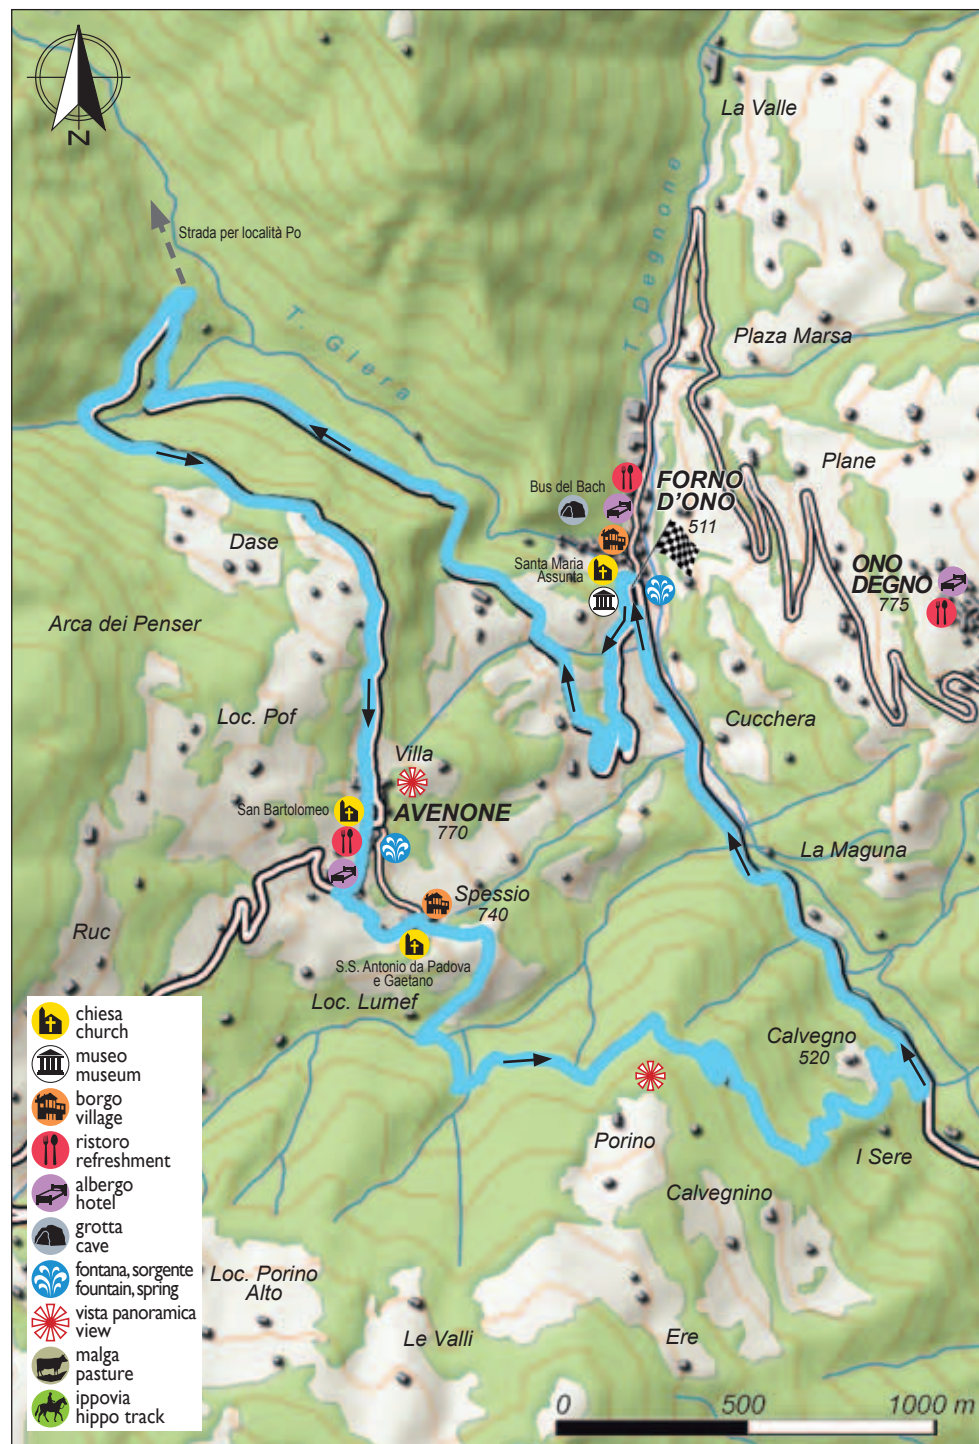 N
La Valle
Strada per località Po
T. Degnone
T. Glera
Plaza Marsa
Plane
Bus del Bach
FORNO
D'ONO
511
Dase
Santa Maria
Assunta
ONO
DEGNO
775
Arca dei Penser
Loc. Pof
Cucchera
Villa
San Bartolomeo
AVENONE
770
La Maguna
Spessio
740
Ruc
S.S. Antonio da Padova
e Gaetano
Loc. Lumef
Calvegno
520
Porino
I Sere
Calvegnino
Loc. Porino
Alto
Le Valli
Ere
chiesa
church
museo
museum
borgo
village
ristoro
refreshment
albergo
hotel
grotta
cave
fontana, sorgente
fountain, spring
vista panoramica
view
malga
pasture
ippovia
hippo track
0 500 1000 m